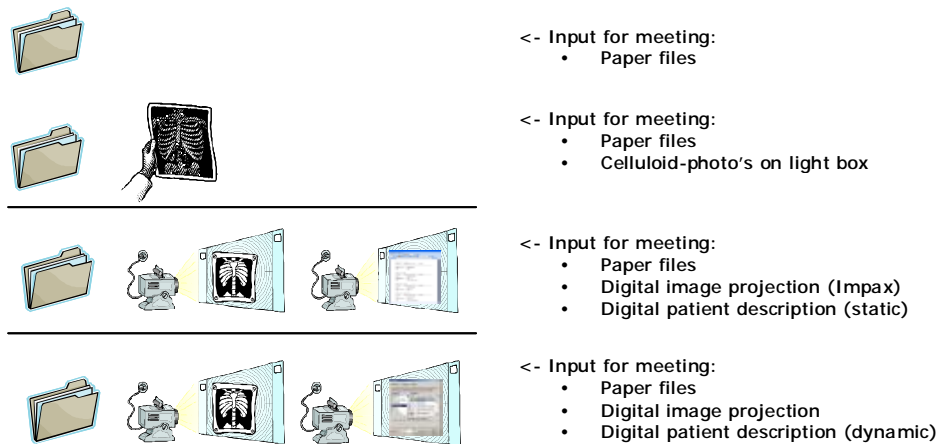 <- Input for meeting:
• Paper files
<- Input for meeting:
• Paper files
• Celluloid-photo's on light box
<- Input for meeting:
• Paper files
• Digital image projection (Impax)
• Digital patient description (static)
<- Input for meeting:
• Paper files
• Digital image projection
• Digital patient description (dynamic)